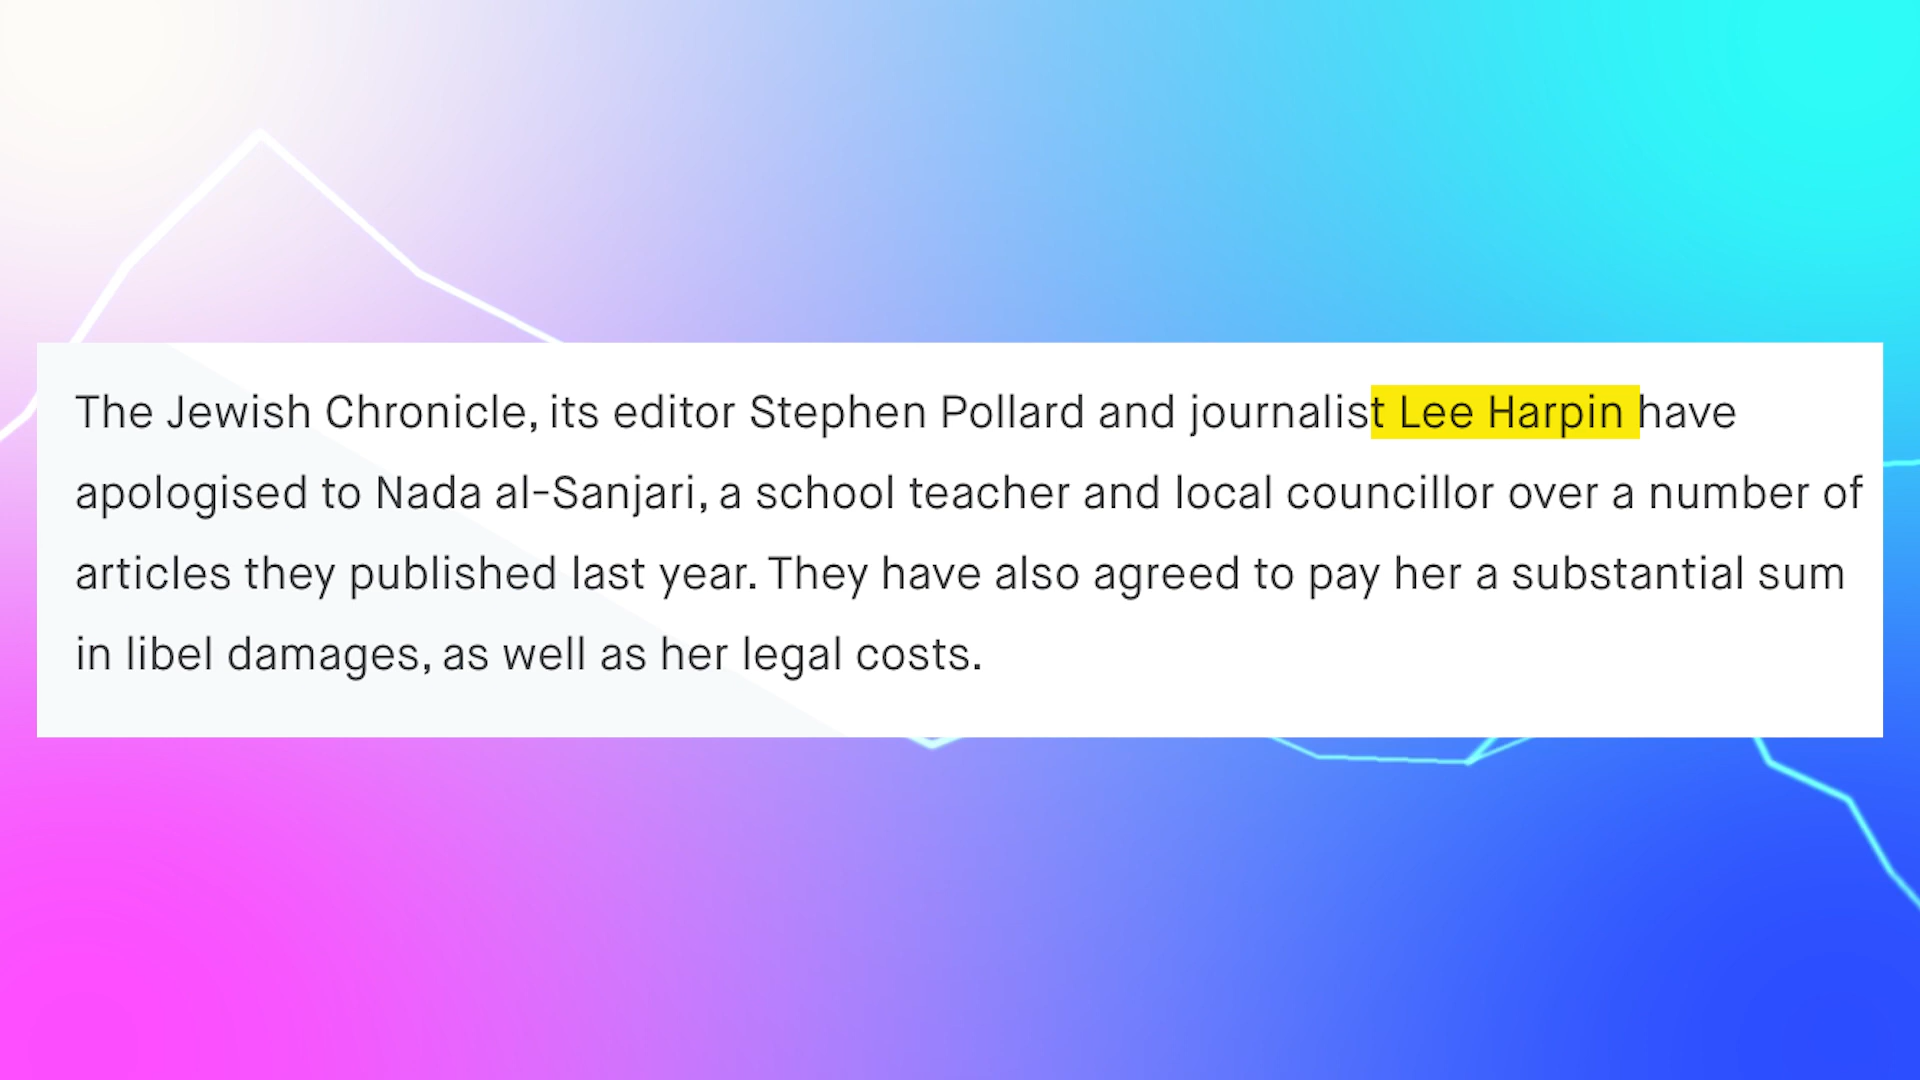 The Jewish Chronicle, its editor Stephen Pollard and journalist Lee Harpin have
apologised to Nada al-Sanjari, a school teacher and local councillor over a number of
articles they published last year. They have also agreed to pay her a substantial sum
in libel damages, as well as her legal costs.